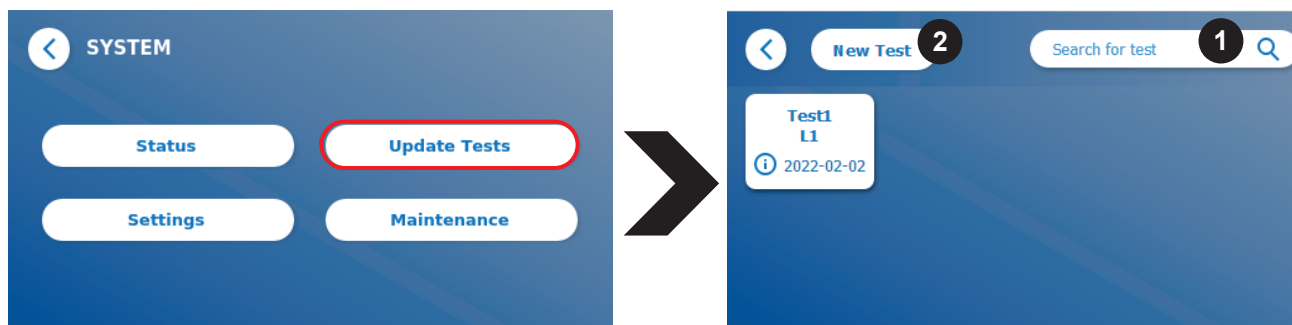 SYSTEM
Status
Update Tests
Settings
Maintenance
New Test
2
Search for test
1
Test1
L1
2022-02-02